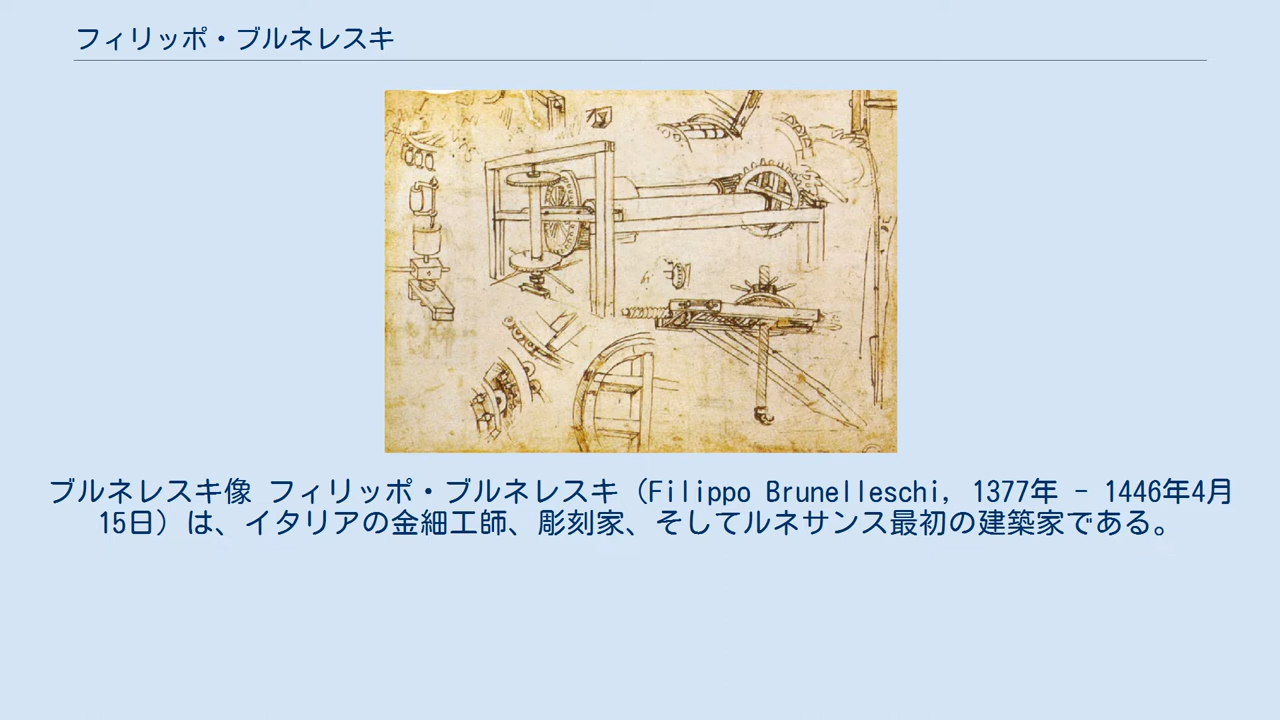 フィリッポ・ブルネレスキ
ブルネレスキ像 フィリッポ・ブルネレスキ（Filippo Brunelleschi, 1377年 - 1446年4月
15日）は、イタリアの金細工師、彫刻家、そしてルネサンス最初の建築家である。